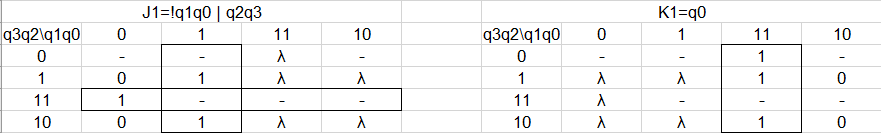 J1=!q1q0 | q2q3 K1=q0
q3q2\q1q0 0 1 11 10 q3q2\q1q0 0 1 11 10
0 - - λ - 0 - - 1 -
1 0 1 λ λ 1 λ λ 1 0
11 1 - - - 11 λ - - -
10 0 1 λ λ 10 λ λ 1 0